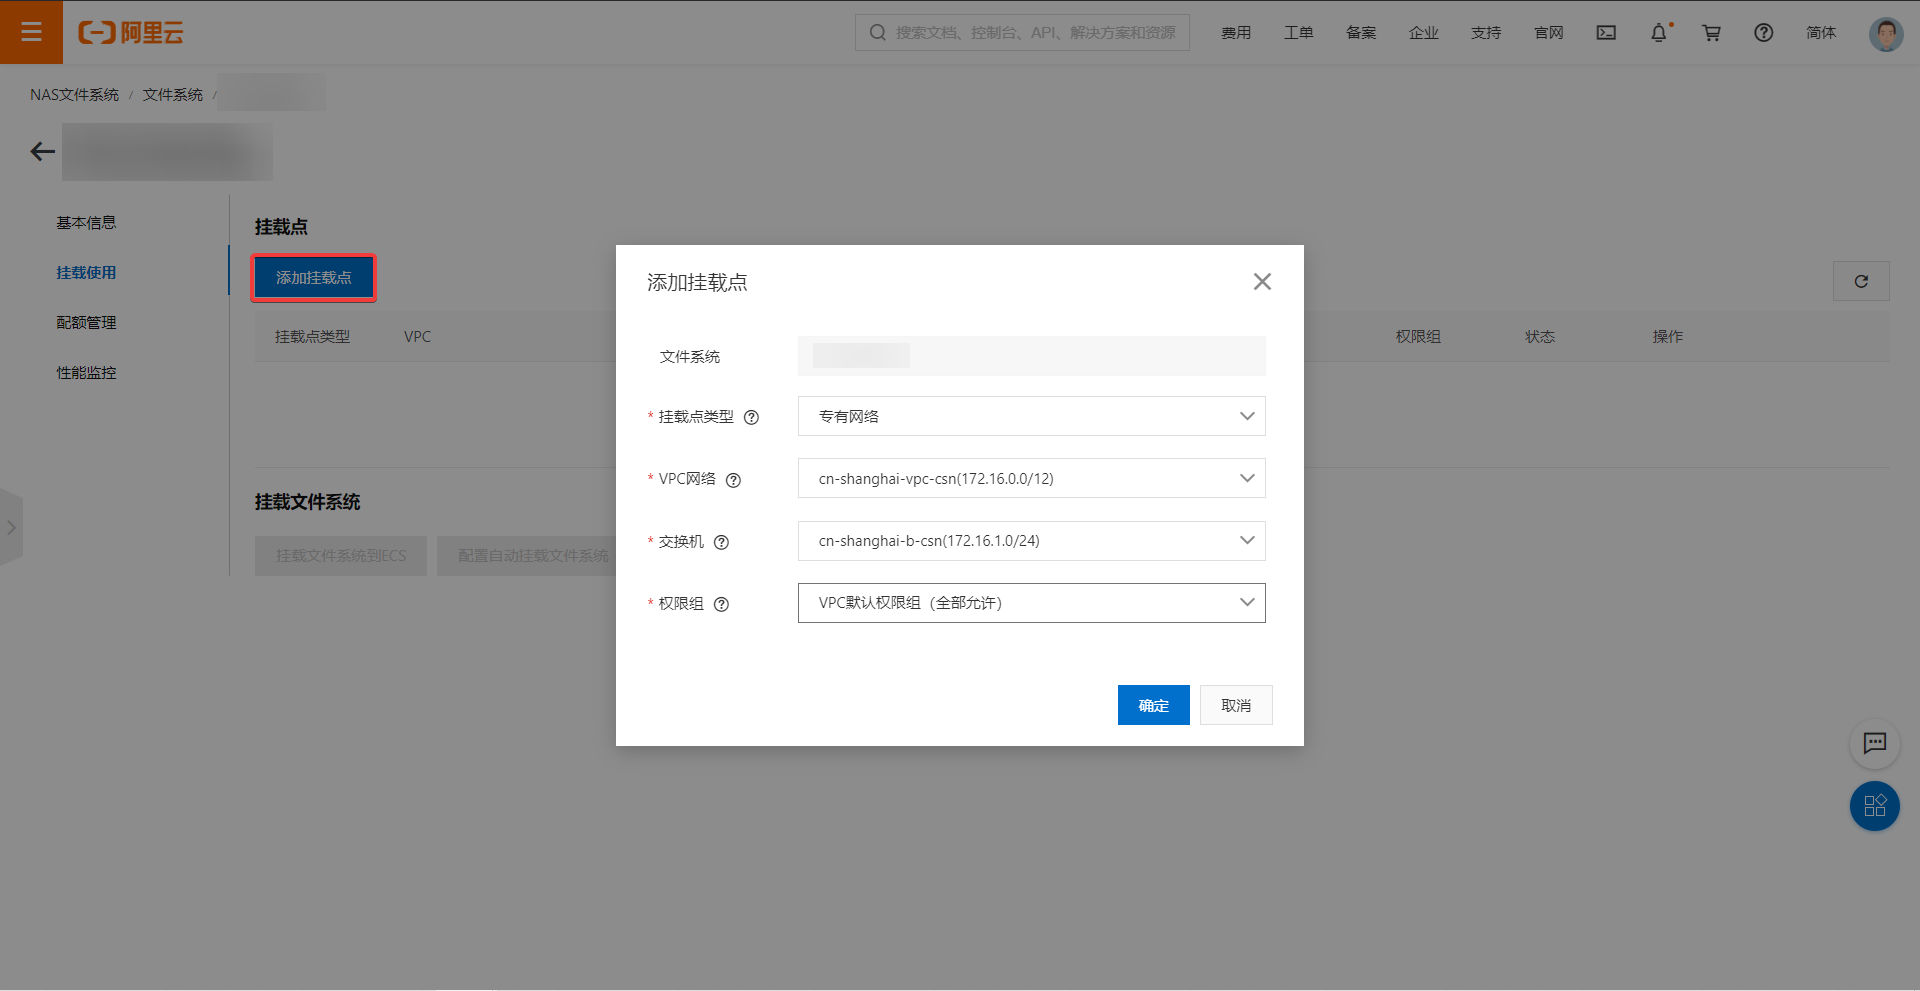 阿里云
搜索文档、控制台、API、解决方案和资源
费用 工单 备案 企业 支持 官网 简体
NAS文件系统 / 文件系统 /
基本信息
挂载使用
配额管理
性能监控
挂载点
添加挂载点
挂载点类型 VPC 权限组 状态 操作
挂载文件系统
挂载文件系统到ECS 配置自动挂载文件系统
添加挂载点
文件系统
* 挂载点类型 专有网络
* VPC网络 cn-shanghai-vpc-csn(172.16.0.0/12)
* 交换机 cn-shanghai-b-csn(172.16.1.0/24)
* 权限组 VPC默认权限组（全部允许）
确定 取消